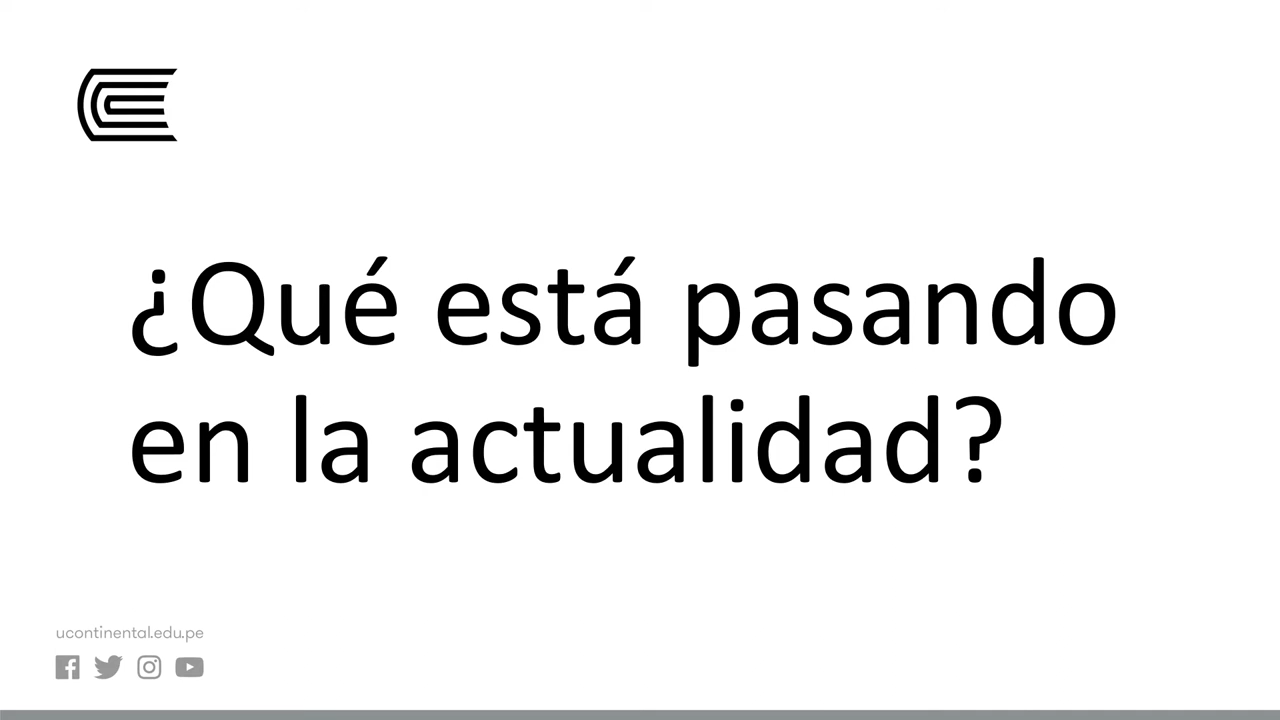 ¿Qué está pasando
en la actualidad?
ucontinental.edu.pe